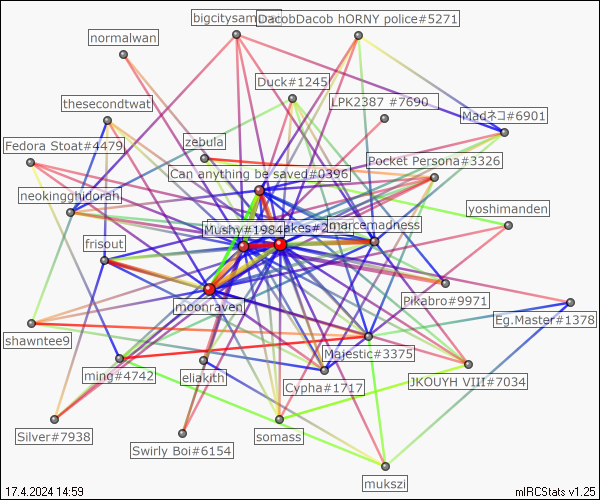 bigcitysam
DacobDacob hORNY police#5271
normalwan
Duck#1245
LPK2387 #7690
thesecondtwat
Madネコ#6901
zebula
Fedora Stoat#4479
Pocket Persona#3326
Can anything be saved#0396
neokingghidorah
yoshimanden
Mushy#1984
akes#2
marcemadness
frisout
moonraven
Pikabro#9971
Eg.Master#1378
shawntee9
Majestic#3375
ming#4742
eliakith
Cypha#1717
JKOUYH VIII#7034
Silver#7938
Swirly Boi#6154
somass
mukszi
17.4.2024 14:59
mIRCStats v1.25